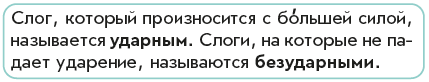 Слог, который произносится с бо́льшей силой,
называется ударным. Слоги, на которые не па-
дает ударение, называются безударными.